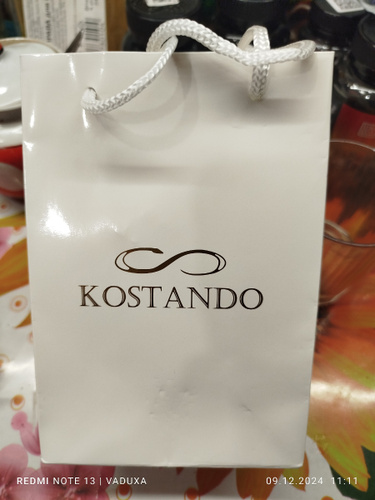 KOSTANDO
REDMI NOTE 13 | VADUXA
09.12.2024 11:11